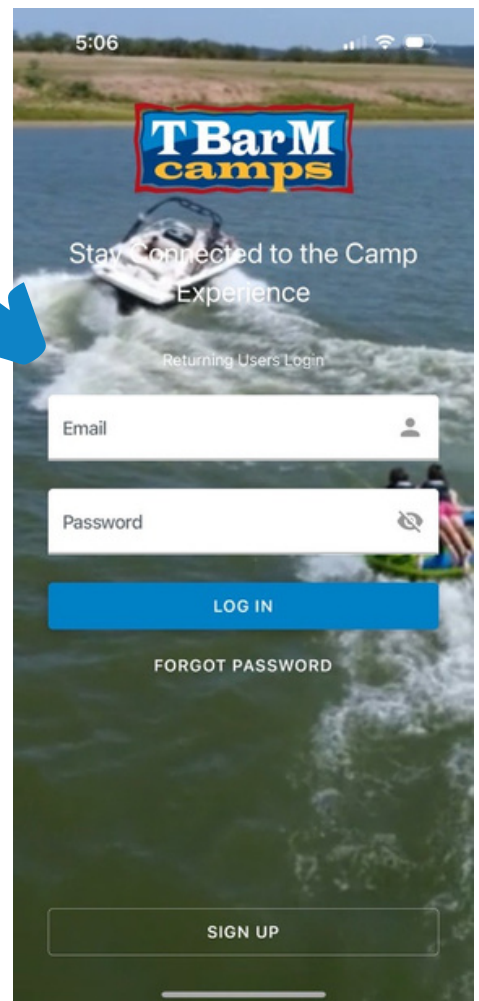 5:06
T Bar M
camps
Stay Connected to the Camp
Experience
Returning Users Login
Email
Password
LOG IN
FORGOT PASSWORD
SIGN UP